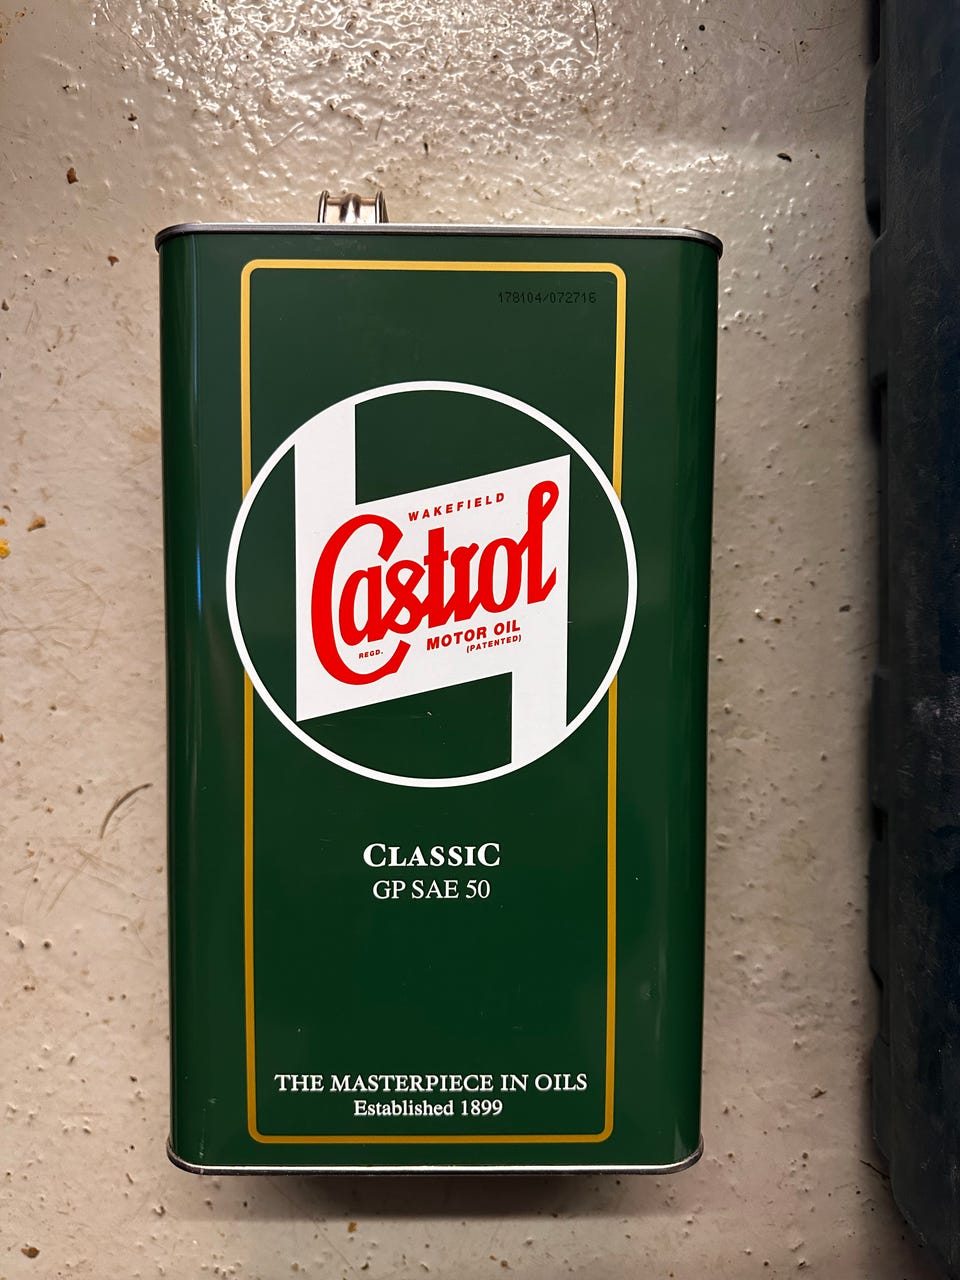 178104/072716
WAKEFIELD
Castrol
REGD.
MOTOR OIL
(PATENTED)
CLASSIC
GP SAE 50
THE MASTERPIECE IN OILS
Established 1899